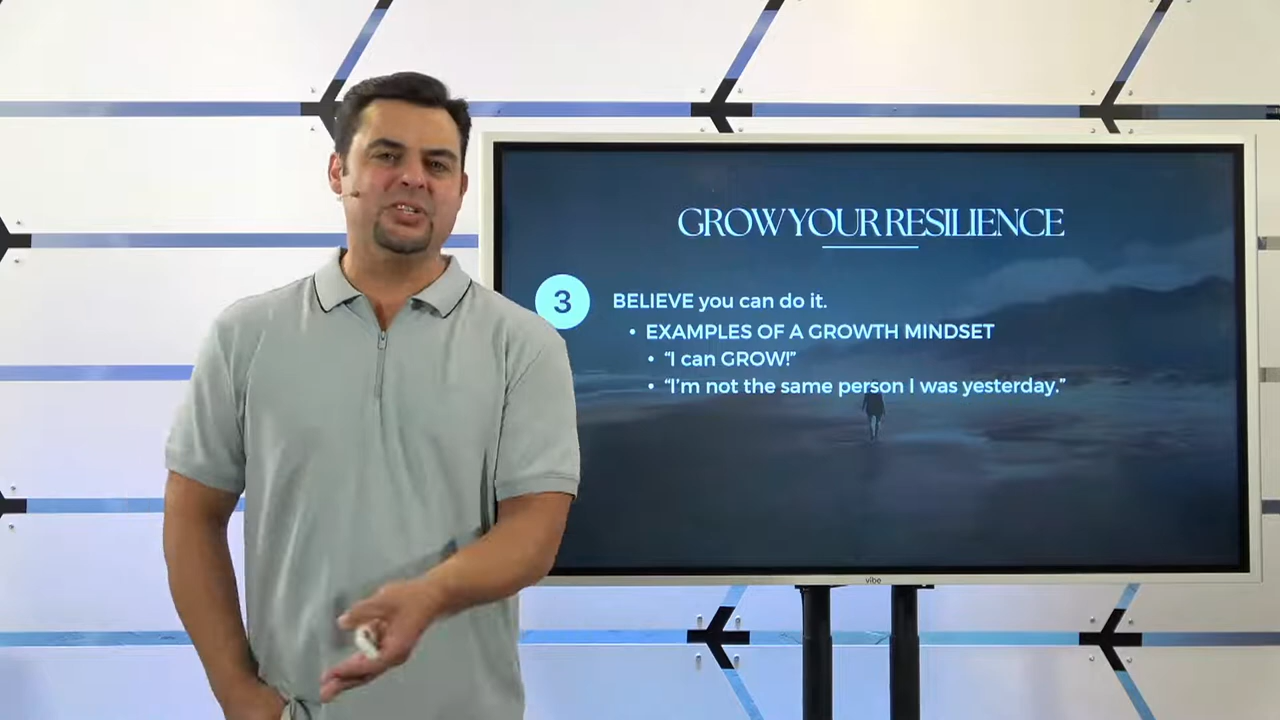 GROW YOUR RESILIENCE
3
BELIEVE you can do it.
• EXAMPLES OF A GROWTH MINDSET
• “I can GROW!”
• “I’m not the same person I was yesterday.”
vibe